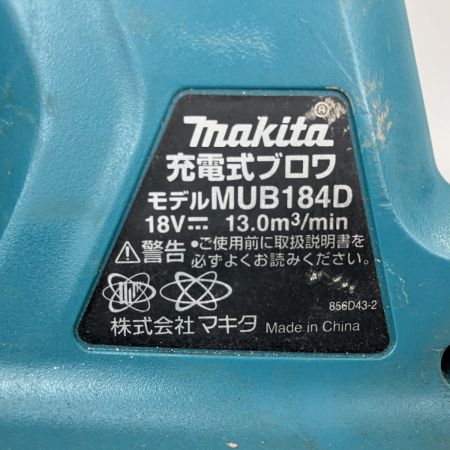 makita®
充電式ブロワ
モデルMUB184D
18V⎓ 13.0m³/min
⚠警告 ●ご使用前に取扱説明書を
必ずよくお読みください。
856D43-2
株式会社マキタ Made in China